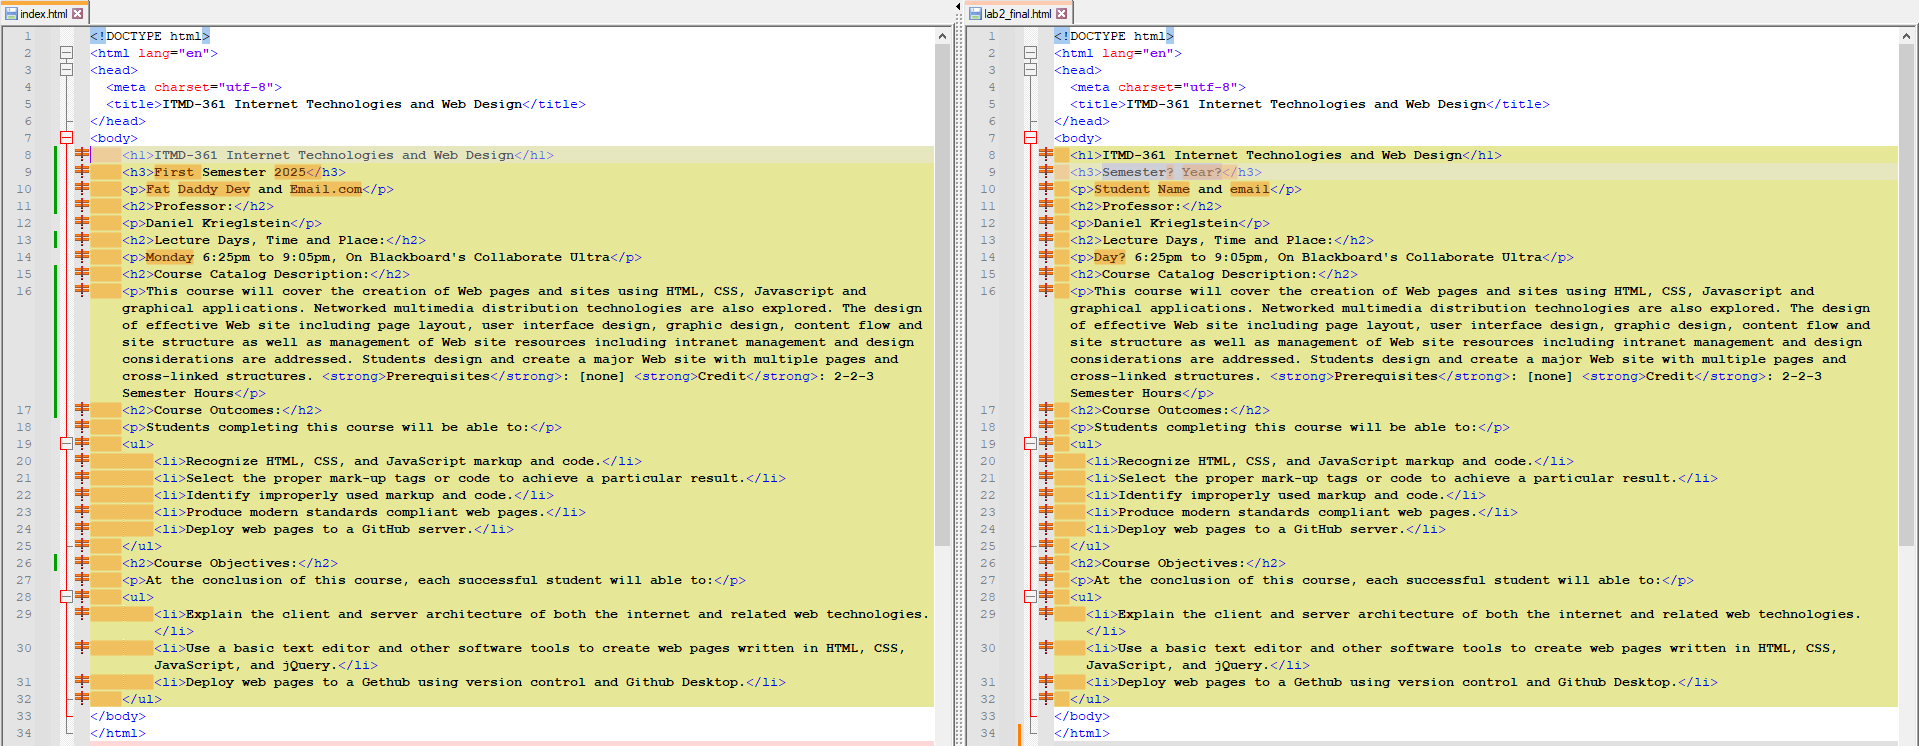 index.html
1 <!DOCTYPE html>
2 <html lang="en">
3 <head>
4 <meta charset="utf-8">
5 <title>ITMD-361 Internet Technologies and Web Design</title>
6 </head>
7 <body>
8 <h1>ITMD-361 Internet Technologies and Web Design</h1>
9 <h3>First Semester 2025</h3>
10 <p>Fat Daddy Dev and Email.com</p>
11 <h2>Professor:</h2>
12 <p>Daniel Krieglstein</p>
13 <h2>Lecture Days, Time and Place:</h2>
14 <p>Monday 6:25pm to 9:05pm, On Blackboard's Collaborate Ultra</p>
15 <h2>Course Catalog Description:</h2>
16 <p>This course will cover the creation of Web pages and sites using HTML, CSS, Javascript and
graphical applications. Networked multimedia distribution technologies are also explored. The design
of effective Web site including page layout, user interface design, graphic design, content flow and
site structure as well as management of Web site resources including intranet management and design
considerations are addressed. Students design and create a major Web site with multiple pages and
cross-linked structures. <strong>Prerequisites</strong>: [none] <strong>Credit</strong>: 2-2-3
Semester Hours</p>
17 <h2>Course Outcomes:</h2>
18 <p>Students completing this course will be able to:</p>
19 <ul>
20 <li>Recognize HTML, CSS, and JavaScript markup and code.</li>
21 <li>Select the proper mark-up tags or code to achieve a particular result.</li>
22 <li>Identify improperly used markup and code.</li>
23 <li>Produce modern standards compliant web pages.</li>
24 <li>Deploy web pages to a GitHub server.</li>
25 </ul>
26 <h2>Course Objectives:</h2>
27 <p>At the conclusion of this course, each successful student will able to:</p>
28 <ul>
29 <li>Explain the client and server architecture of both the internet and related web technologies.
</li>
30 <li>Use a basic text editor and other software tools to create web pages written in HTML, CSS,
JavaScript, and jQuery.</li>
31 <li>Deploy web pages to a Gethub using version control and Github Desktop.</li>
32 </ul>
33 </body>
34 </html>
lab2_final.html
1 <!DOCTYPE html>
2 <html lang="en">
3 <head>
4 <meta charset="utf-8">
5 <title>ITMD-361 Internet Technologies and Web Design</title>
6 </head>
7 <body>
8 <h1>ITMD-361 Internet Technologies and Web Design</h1>
9 <h3>Semester? Year?</h3>
10 <p>Student Name and email</p>
11 <h2>Professor:</h2>
12 <p>Daniel Krieglstein</p>
13 <h2>Lecture Days, Time and Place:</h2>
14 <p>Day? 6:25pm to 9:05pm, On Blackboard's Collaborate Ultra</p>
15 <h2>Course Catalog Description:</h2>
16 <p>This course will cover the creation of Web pages and sites using HTML, CSS, Javascript and
graphical applications. Networked multimedia distribution technologies are also explored. The design
of effective Web site including page layout, user interface design, graphic design, content flow and
site structure as well as management of Web site resources including intranet management and design
considerations are addressed. Students design and create a major Web site with multiple pages and
cross-linked structures. <strong>Prerequisites</strong>: [none] <strong>Credit</strong>: 2-2-3
Semester Hours</p>
17 <h2>Course Outcomes:</h2>
18 <p>Students completing this course will be able to:</p>
19 <ul>
20 <li>Recognize HTML, CSS, and JavaScript markup and code.</li>
21 <li>Select the proper mark-up tags or code to achieve a particular result.</li>
22 <li>Identify improperly used markup and code.</li>
23 <li>Produce modern standards compliant web pages.</li>
24 <li>Deploy web pages to a GitHub server.</li>
25 </ul>
26 <h2>Course Objectives:</h2>
27 <p>At the conclusion of this course, each successful student will able to:</p>
28 <ul>
29 <li>Explain the client and server architecture of both the internet and related web technologies.
</li>
30 <li>Use a basic text editor and other software tools to create web pages written in HTML, CSS,
JavaScript, and jQuery.</li>
31 <li>Deploy web pages to a Gethub using version control and Github Desktop.</li>
32 </ul>
33 </body>
34 </html>